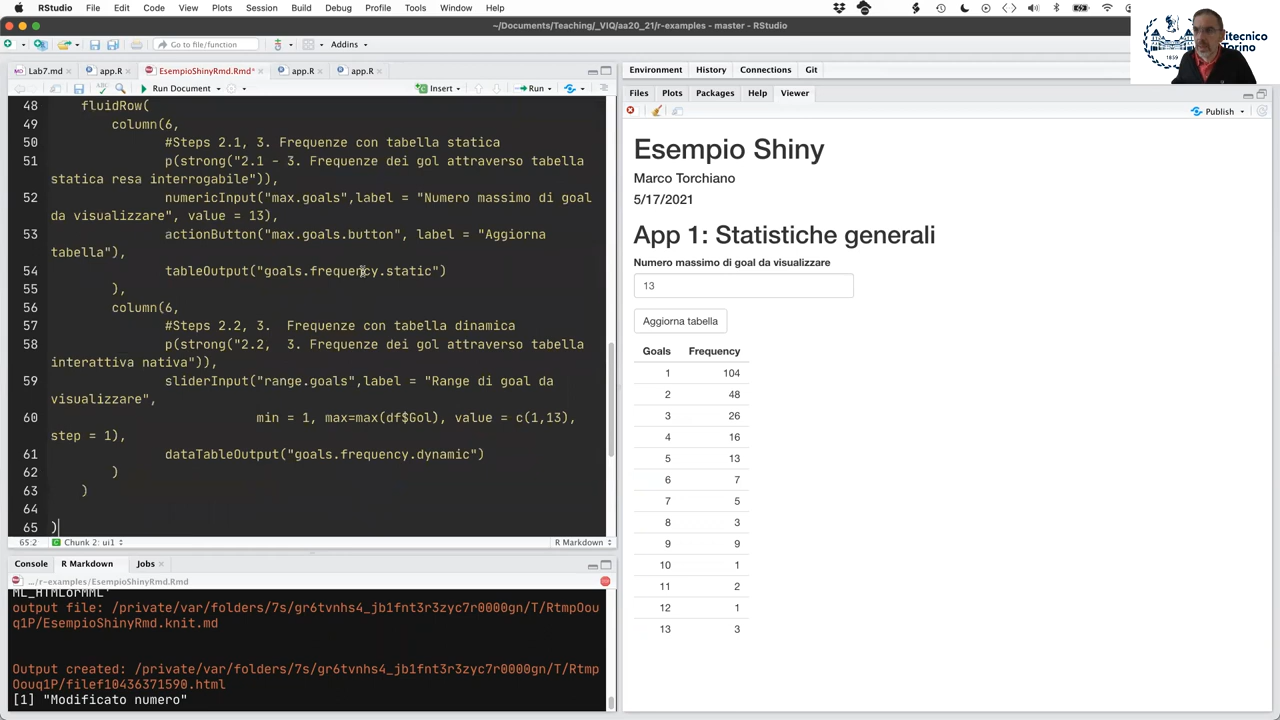 RStudio File Edit Code View Plots Session Build Debug Profile Tools Window Help
~/Documents/Teaching/_VIQ/aa20_21/r-examples - master - RStudio
Go to file/function Addins
Lab7.md app.R EsempioShinyRmd.Rmd* app.R app.R
Run Document Insert Run
48 fluidRow(
49 column(6,
50 #Steps 2.1, 3. Frequenze con tabella statica
51 p(strong("2.1 - 3. Frequenze dei gol attraverso tabella
statica resa interrogabile")),
52 numericInput("max.goals",label = "Numero massimo di goal
da visualizzare", value = 13),
53 actionButton("max.goals.button", label = "Aggiorna
tabella"),
54 tableOutput("goals.frequency.static")
55 ),
56 column(6,
57 #Steps 2.2, 3.  Frequenze con tabella dinamica
58 p(strong("2.2,  3. Frequenze dei gol attraverso tabella
interattiva nativa")),
59 sliderInput("range.goals",label = "Range di goal da
visualizzare",
60 min = 1, max=max(df$Gol), value = c(1,13),
step = 1),
61 dataTableOutput("goals.frequency.dynamic")
62 )
63 )
64
65 )
65:2 Chunk 2: ui1 R Markdown
Console R Markdown Jobs
.../r-examples/EsempioShinyRmd.Rmd
ML_HTMLorMML'
output file: /private/var/folders/7s/gr6tvnhs4_jb1fnt3r3zyc7r0000gn/T/RtmpOou
q1P/EsempioShinyRmd.knit.md
Output created: /private/var/folders/7s/gr6tvnhs4_jb1fnt3r3zyc7r0000gn/T/Rtmp
Oouq1P/filef10436371590.html
[1] "Modificato numero"
Environment History Connections Git
Files Plots Packages Help Viewer
Publish
Esempio Shiny
Marco Torchiano
5/17/2021
App 1: Statistiche generali
Numero massimo di goal da visualizzare
13
Aggiorna tabella
Goals Frequency
1 104
2 48
3 26
4 16
5 13
6 7
7 5
8 3
9 9
10 1
11 2
12 1
13 3
1859